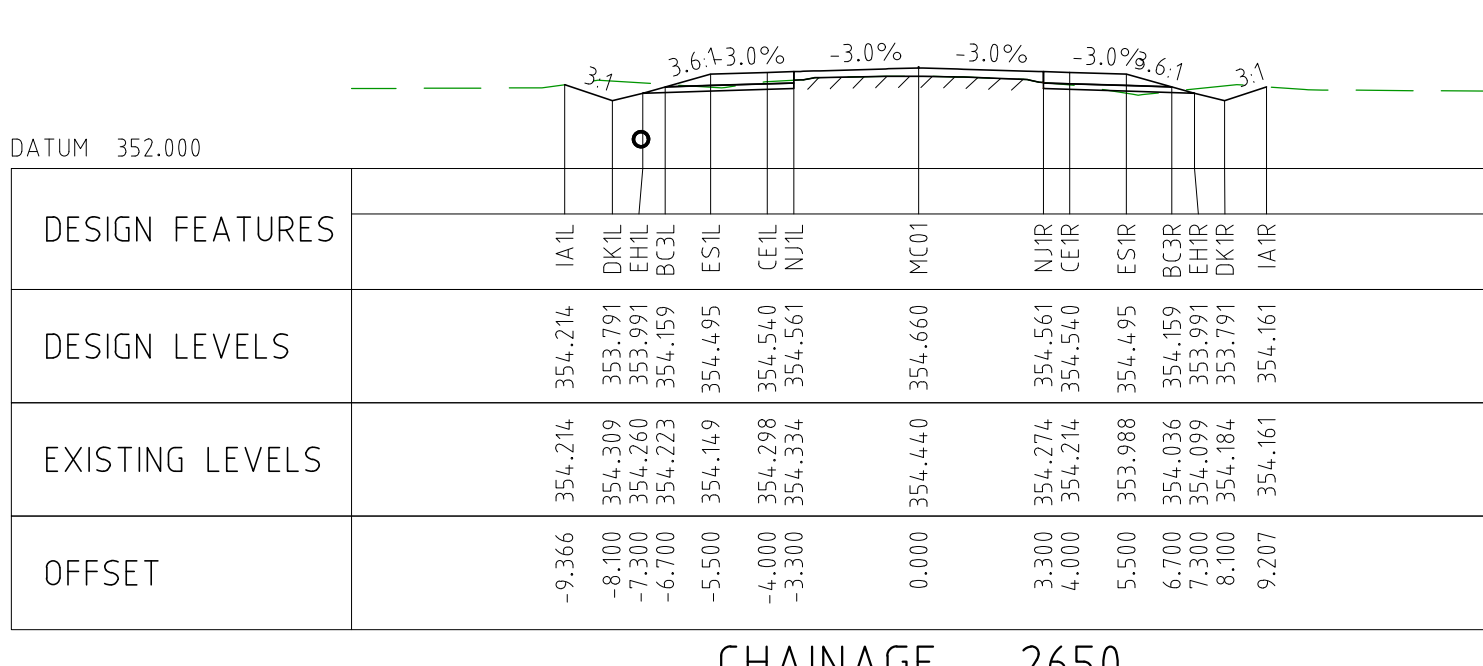 3:1 3.6:1 -3.0% -3.0% -3.0% -3.0% 3.6:1 3:1
DATUM 352.000
DESIGN FEATURES IA1L DK1L EH1L BC3L ES1L CE1L NJ1L MC01 NJ1R CE1R ES1R BC3R EH1R DK1R IA1R
DESIGN LEVELS 354.214 353.791 353.991 354.159 354.495 354.540 354.561 354.660 354.561 354.540 354.495 354.159 353.991 353.791 354.161
EXISTING LEVELS 354.214 354.309 354.260 354.223 354.149 354.298 354.334 354.440 354.274 354.214 353.988 354.036 354.099 354.184 354.161
OFFSET -9.366 -8.100 -7.300 -6.700 -5.500 -4.000 -3.300 0.000 3.300 4.000 5.500 6.700 7.300 8.100 9.207
CHAINAGE 2650